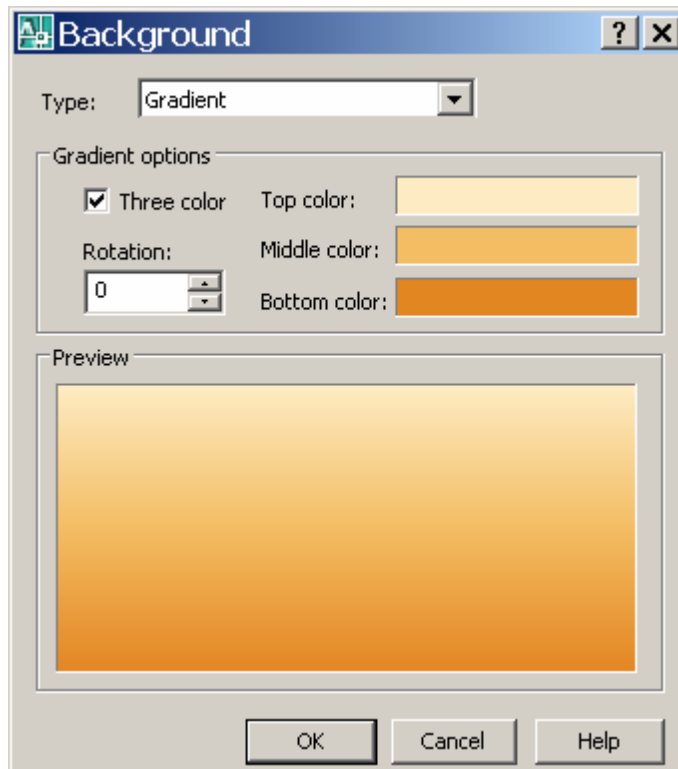 Background
Type: Gradient
Gradient options
Three color
Top color:
Rotation:
Middle color:
0
Bottom color:
Preview
OK Cancel Help